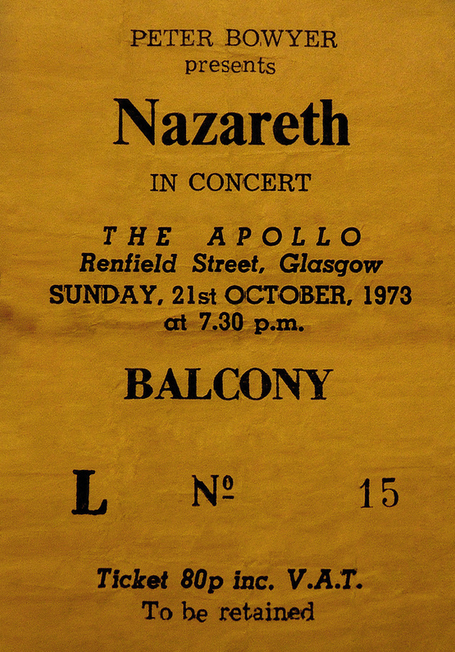 PETER BOWYER
presents
Nazareth
IN CONCERT
THE APOLLO
Renfield Street, Glasgow
SUNDAY, 21st OCTOBER, 1973
at 7.30 p.m.
BALCONY
L Nº 15
Ticket 80p inc. V.A.T.
To be retained